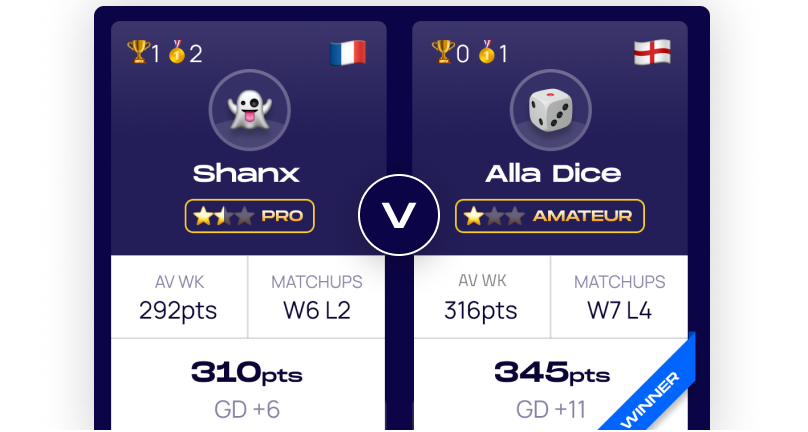 1 2
Shanx
PRO
AV WK
292pts
MATCHUPS
W6 L2
310pts
GD +6
V
0 1
Alla Dice
AMATEUR
AV WK
316pts
MATCHUPS
W7 L4
345pts
GD +11
WINNER